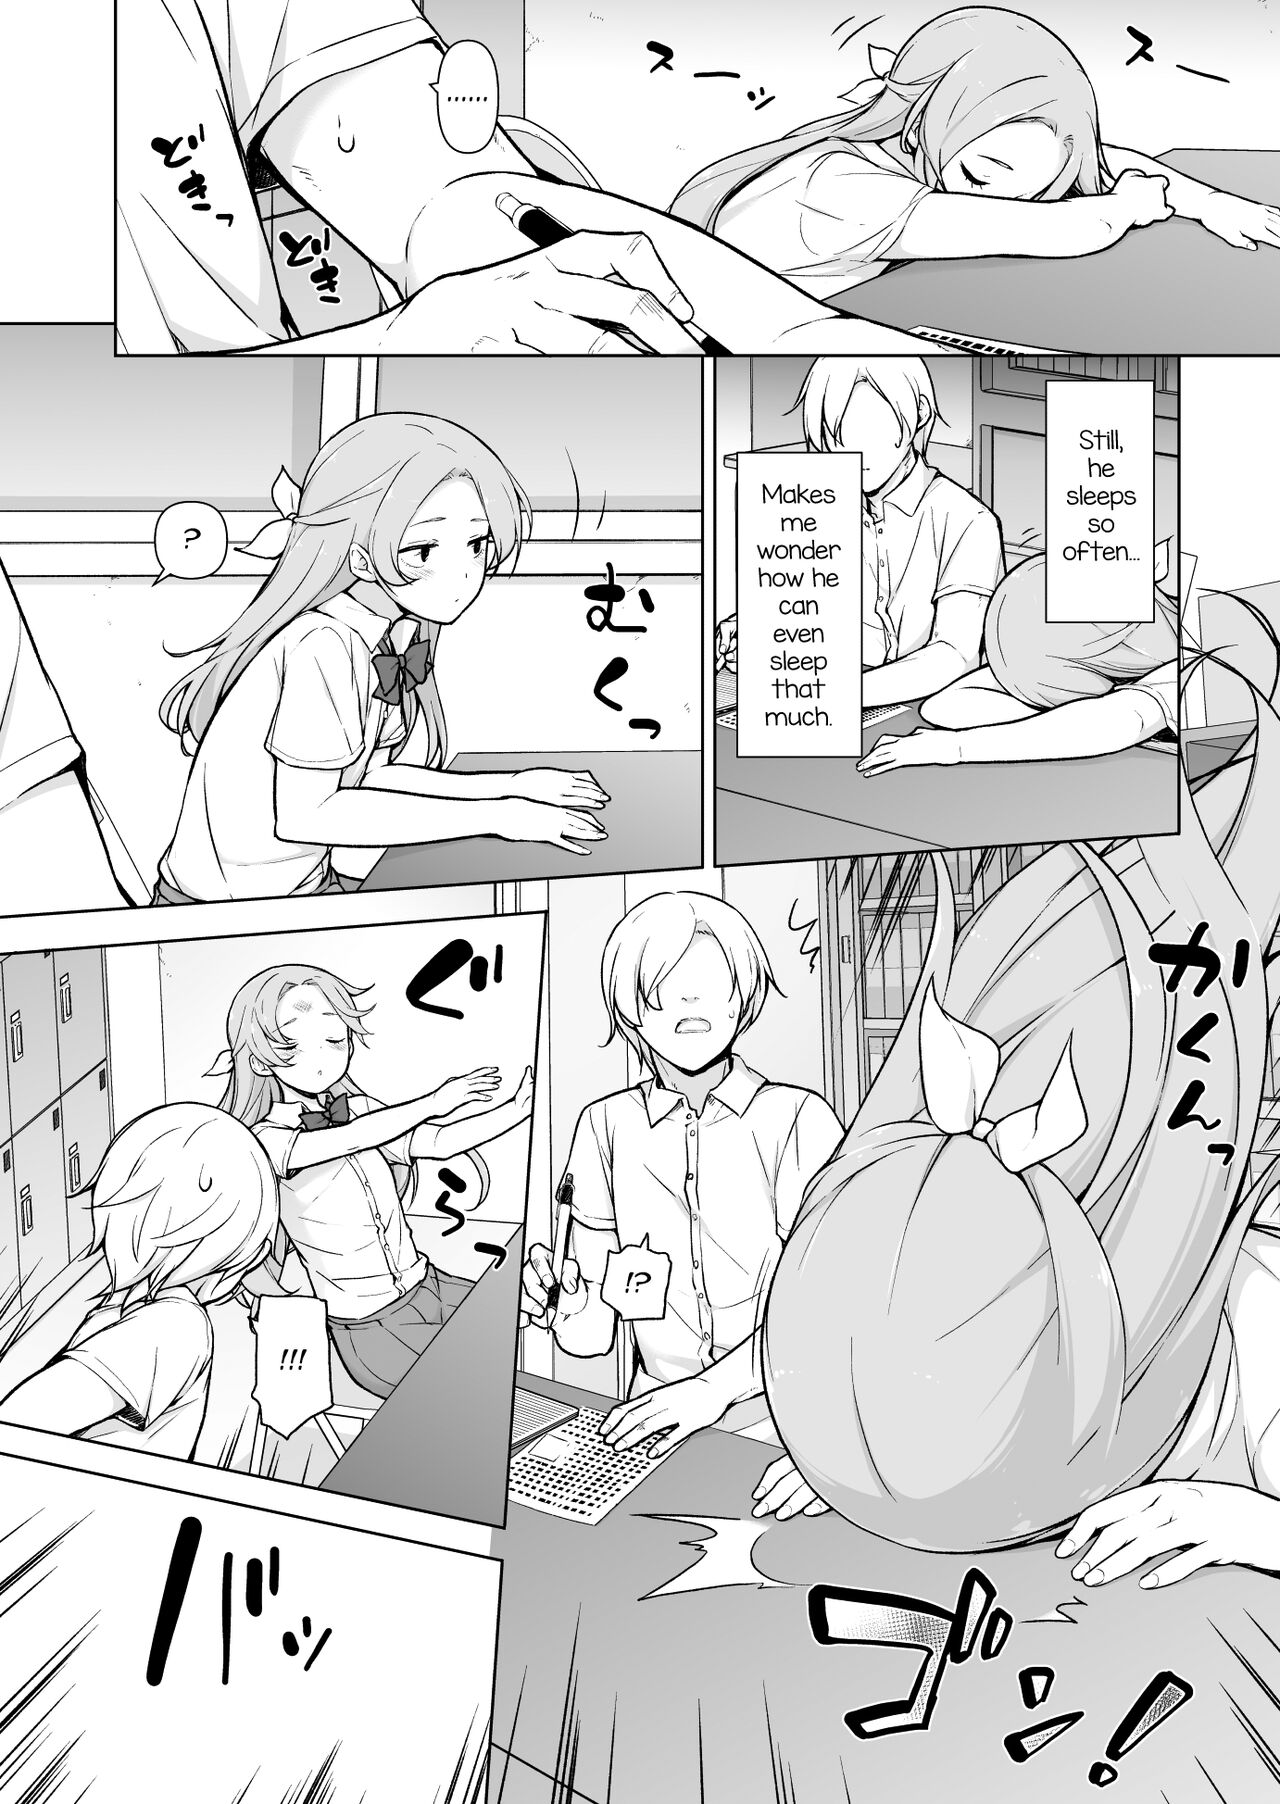 スー
スーッ
......
どきっ
どき
Still,
he
sleeps
so
often...
Makes
me
wonder
how he
can
even
sleep
that
much.
むくっ
?
かくんっ
!?
ゴン!
ぐらっ
!!!
バッ